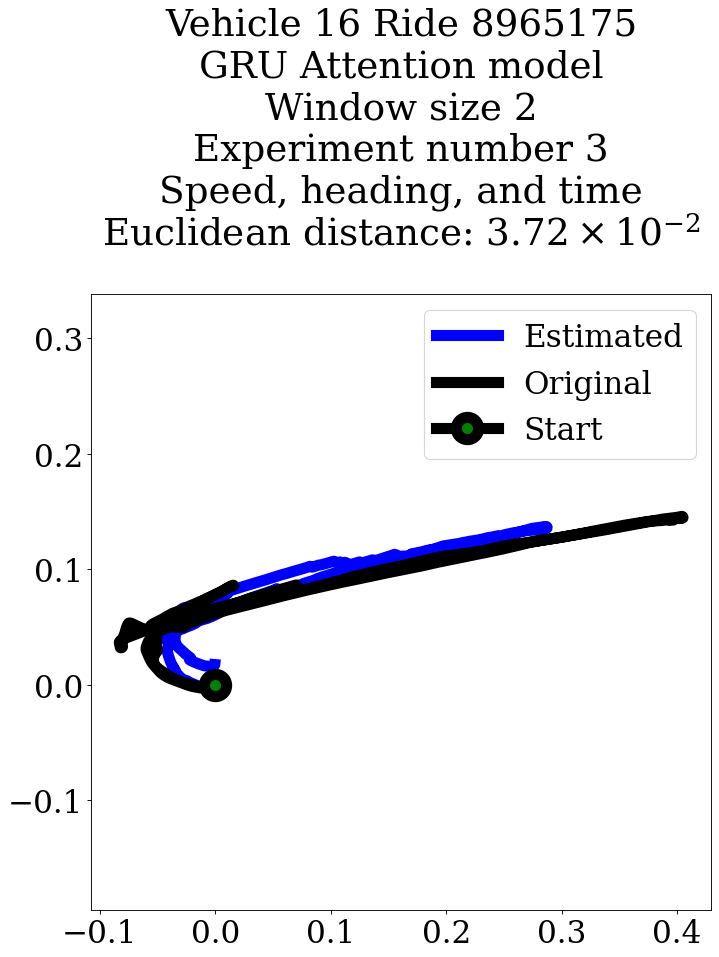 Vehicle 16 Ride 8965175
GRU Attention model
Window size 2
Experiment number 3
Speed, heading, and time
Euclidean distance: 3.72 × 10⁻²
Estimated
Original
Start
0.3
0.2
0.1
0.0
−0.1
−0.1 0.0 0.1 0.2 0.3 0.4